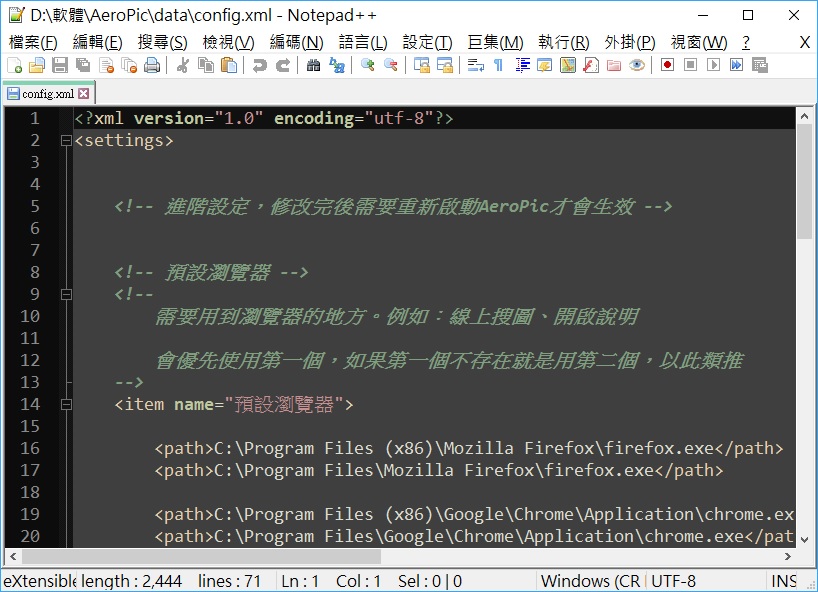 D:\軟體\AeroPic\data\config.xml - Notepad++
檔案(F) 編輯(E) 搜尋(S) 檢視(V) 編碼(N) 語言(L) 設定(T) 巨集(M) 執行(R) 外掛(P) 視窗(W) ? X
config.xml
1 <?xml version="1.0" encoding="utf-8"?>
2 <settings>
3
4
5 <!-- 進階設定，修改完後需要重新啟動AeroPic才會生效 -->
6
7
8 <!-- 預設瀏覽器 -->
9 <!--
10 需要用到瀏覽器的地方。例如：線上搜圖、開啟說明
11
12 會優先使用第一個，如果第一個不存在就是用第二個，以此類推
13 -->
14 <item name="預設瀏覽器">
15
16 <path>C:\Program Files (x86)\Mozilla Firefox\firefox.exe</path>
17 <path>C:\Program Files\Mozilla Firefox\firefox.exe</path>
18
19 <path>C:\Program Files (x86)\Google\Chrome\Application\chrome.ex
20 <path>C:\Program Files\Google\Chrome\Application\chrome.exe</pat
eXtensible length : 2,444 lines : 71 Ln : 1 Col : 1 Sel : 0 | 0 Windows (CR UTF-8 INS